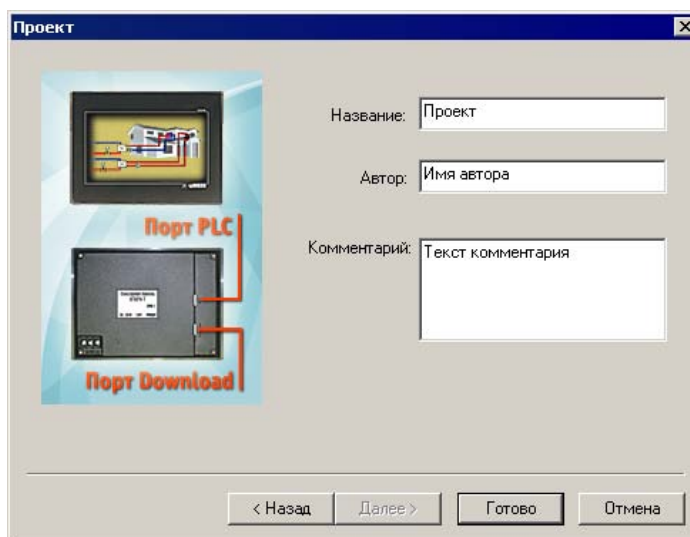 Проект
Название:
Проект
Автор:
Имя автора
Комментарий:
Текст комментария
Порт PLC
Порт Download
< Назад
Далее >
Готово
Отмена